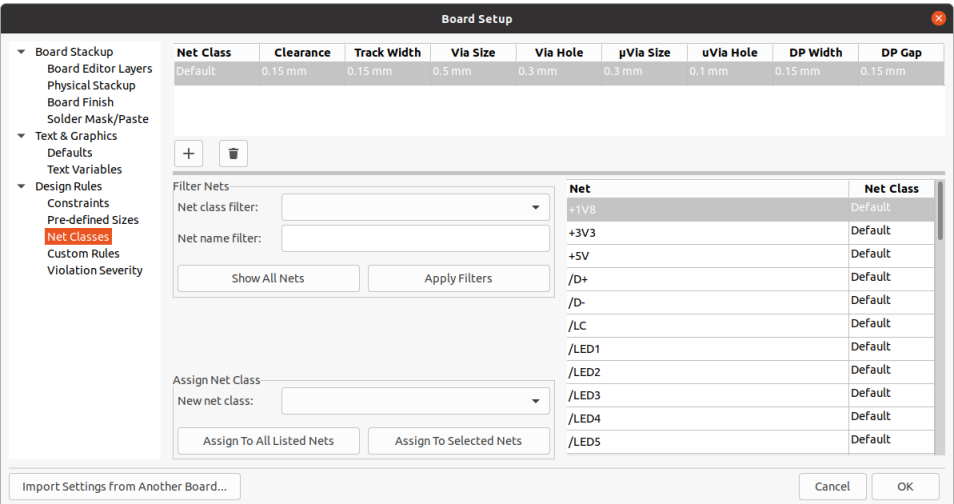 Board Setup
Board Stackup
Board Editor Layers
Physical Stackup
Board Finish
Solder Mask/Paste
Text & Graphics
Defaults
Text Variables
Design Rules
Constraints
Pre-defined Sizes
Net Classes
Custom Rules
Violation Severity
Net Class Clearance Track Width Via Size Via Hole µVia Size uVia Hole DP Width DP Gap
Default 0.15 mm 0.15 mm 0.5 mm 0.3 mm 0.3 mm 0.1 mm 0.15 mm 0.15 mm
Filter Nets
Net class filter:
Net name filter:
Show All Nets Apply Filters
Assign Net Class
New net class:
Assign To All Listed Nets Assign To Selected Nets
Net Net Class
+1V8 Default
+3V3 Default
+5V Default
/D+ Default
/D- Default
/LC Default
/LED1 Default
/LED2 Default
/LED3 Default
/LED4 Default
/LED5 Default
Import Settings from Another Board... Cancel OK